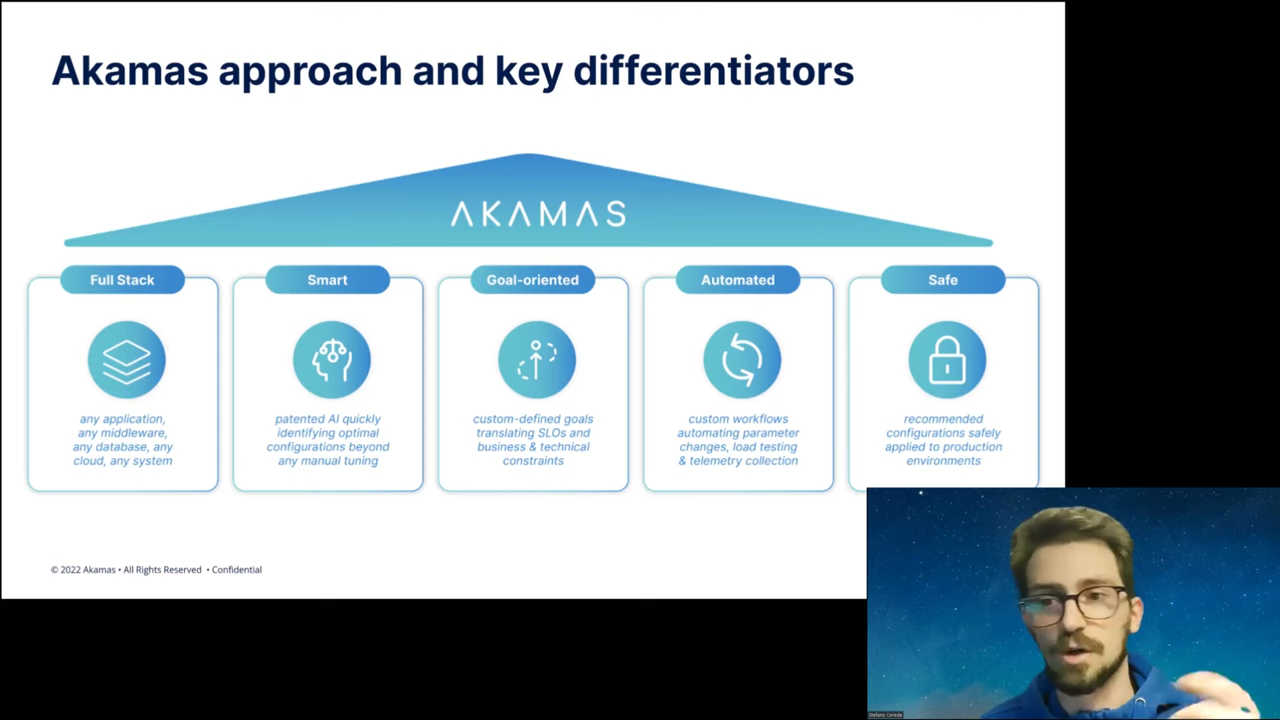 Akamas approach and key differentiators
AKAMAS
Full Stack
any application,
any middleware,
any database, any
cloud, any system
Smart
patented AI quickly
identifying optimal
configurations beyond
any manual tuning
Goal-oriented
custom-defined goals
translating SLOs and
business & technical
constraints
Automated
custom workflows
automating parameter
changes, load testing
& telemetry collection
Safe
recommended
configurations safely
applied to production
environments
© 2022 Akamas • All Rights Reserved • Confidential
Stefano Cereda